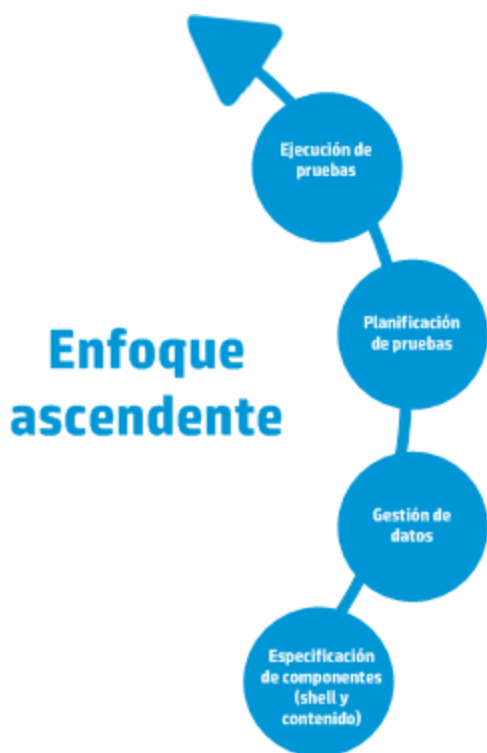 Ejecución de
pruebas
Planificación
de pruebas
Enfoque
ascendente
Gestión de
datos
Especificación
de componentes
(shell y
contenido)